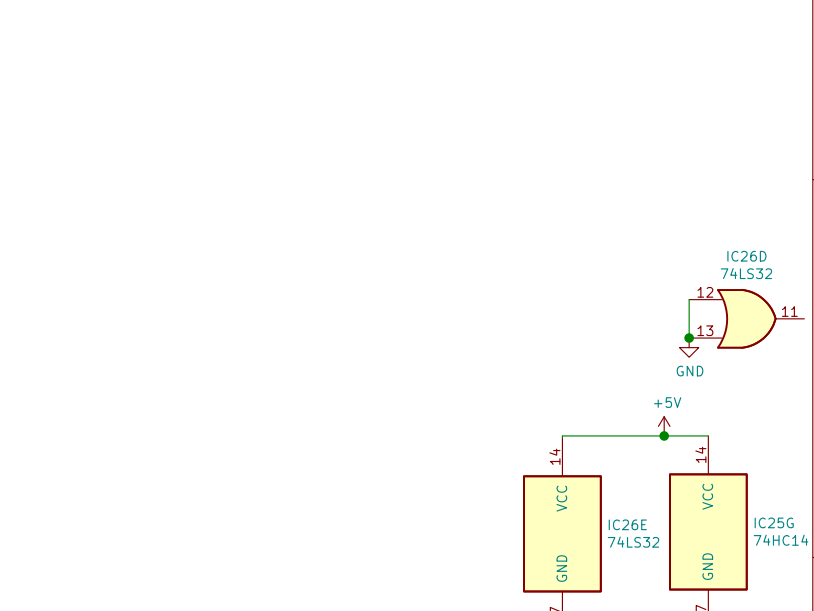 IC26D
74LS32
12
11
13
GND
+5V
14
14
VCC
VCC
IC26E
74LS32
IC25G
74HC14
GND
GND
7
7